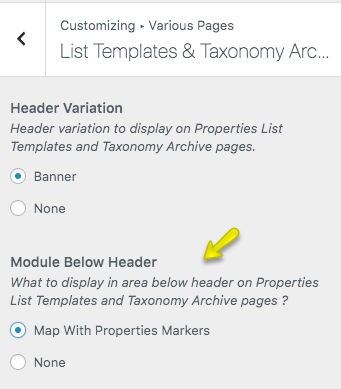 Customizing ▸ Various Pages
List Templates & Taxonomy Arc...
Header Variation
Header variation to display on Properties List
Templates and Taxonomy Archive pages.
Banner
None
Module Below Header
What to display in area below header on Properties
List Templates and Taxonomy Archive pages ?
Map With Properties Markers
None